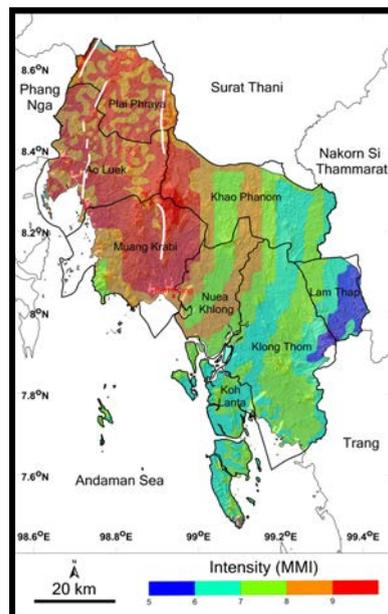 8.6°N
Phang
Nga
Plai Phraya
Surat Thani
8.4°N
Nakorn Si
Thammarat
Ao Luek
Khao Phanom
8.2°N
Muang Krabi
Lam Thap
8°N
Nuea
Khlong
Klong Thom
7.8°N
Koh
Lanta
Trang
7.6°N
Andaman Sea
98.6°E
98.8°E
99°E
99.2°E
99.4°E
N
20 km
Intensity (MMI)
5
6
7
8
9